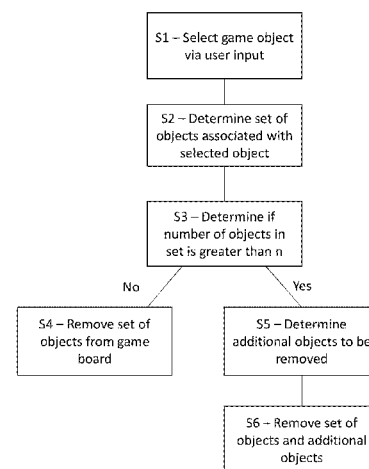 S1 – Select game object
via user input
S2 – Determine set of
objects associated with
selected object
S3 – Determine if
number of objects in
set is greater than n
No
Yes
S4 – Remove set of
objects from game
board
S5 – Determine
additional objects to be
removed
S6 – Remove set of
objects and additional
objects